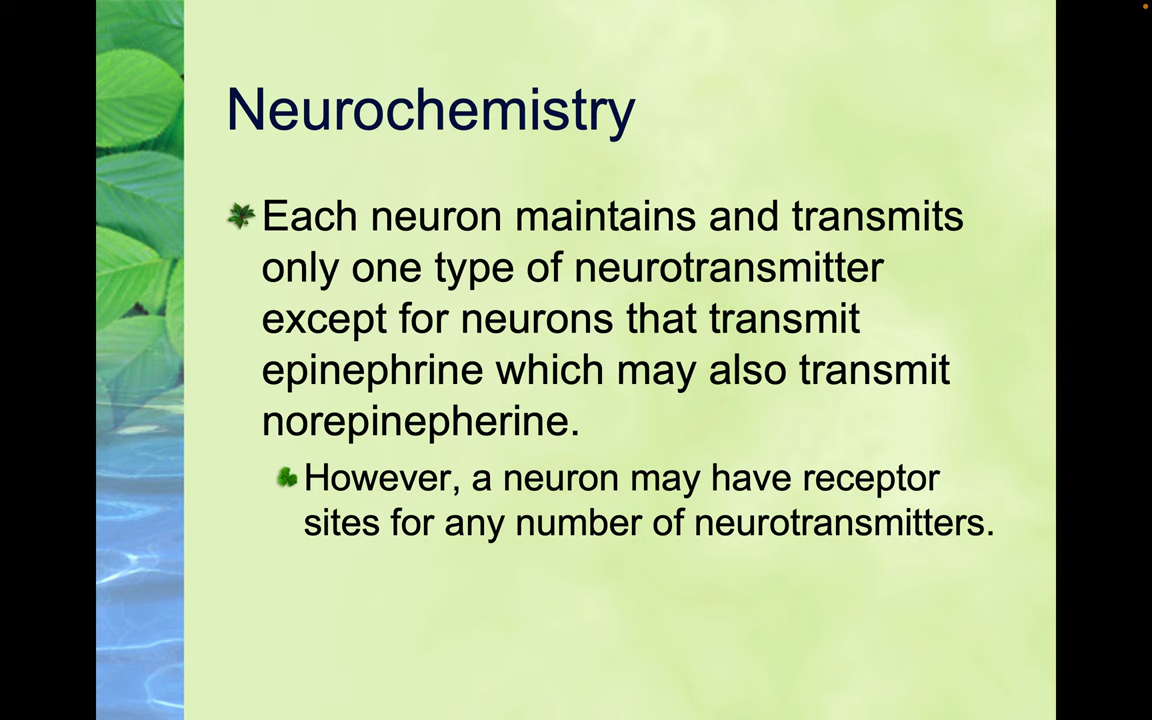 Neurochemistry
Each neuron maintains and transmits
only one type of neurotransmitter
except for neurons that transmit
epinephrine which may also transmit
norepinepherine.
However, a neuron may have receptor
sites for any number of neurotransmitters.